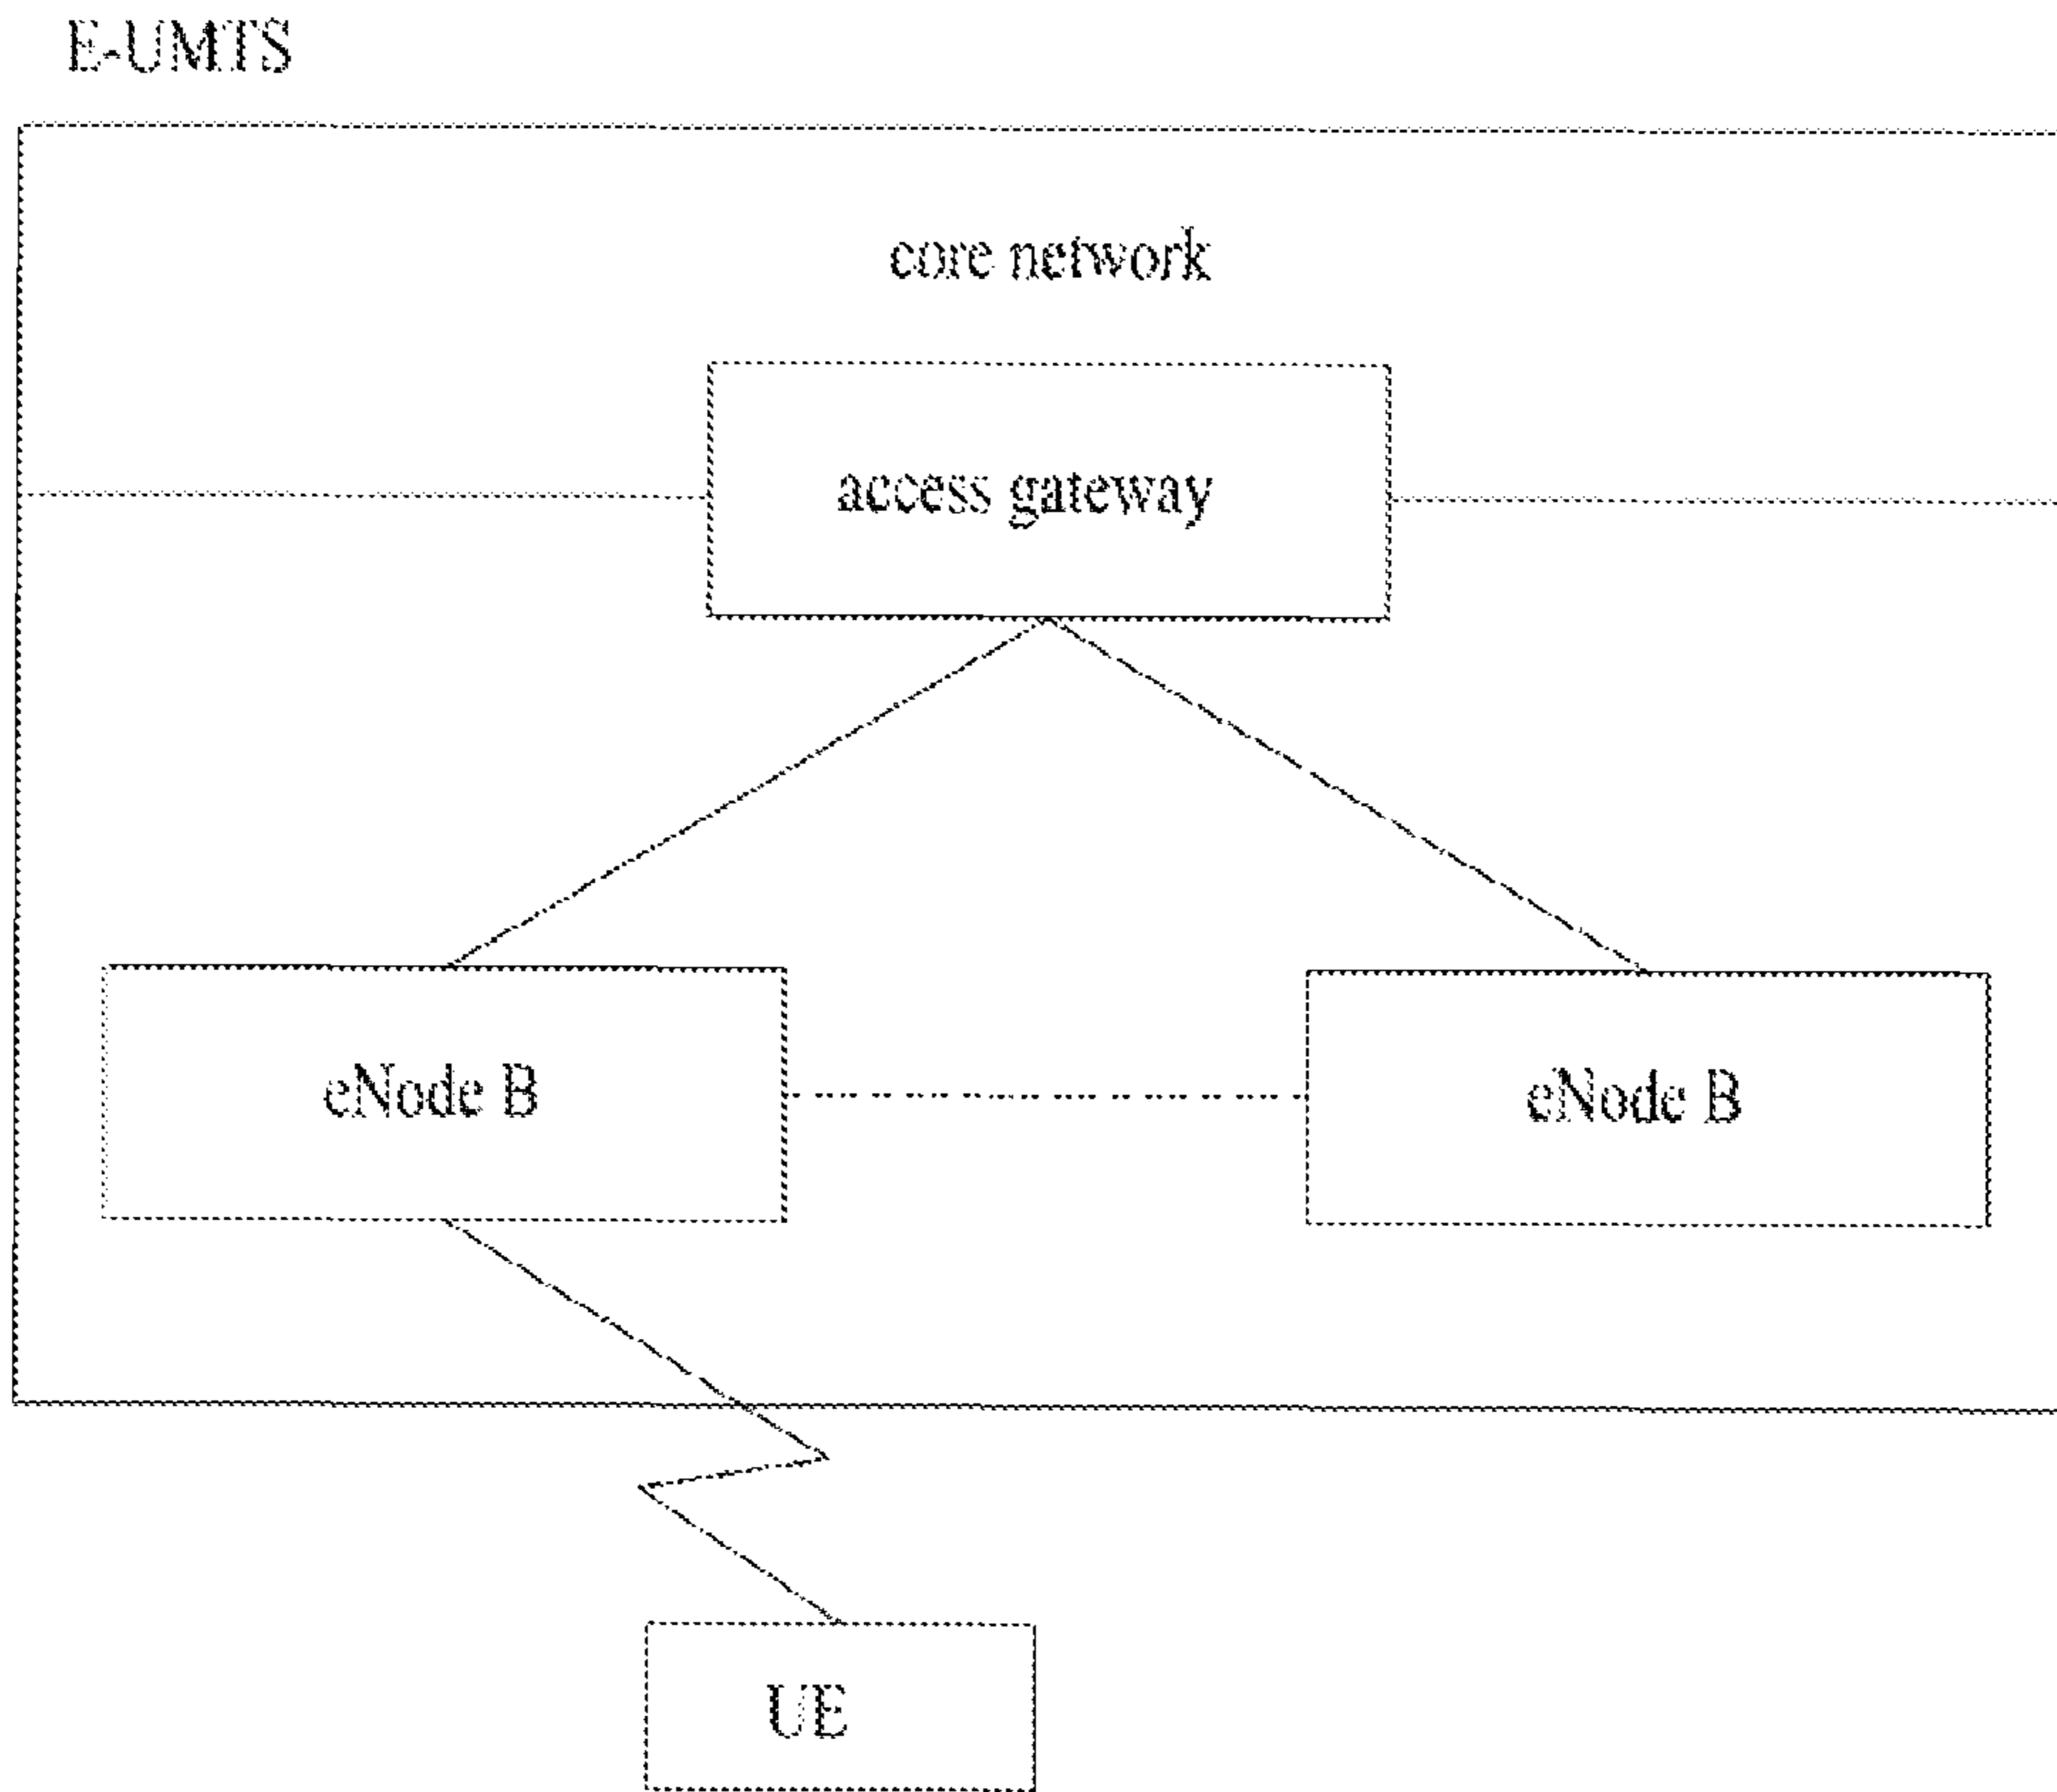 E-UMTS
core network
access gateway
eNode B
eNode B
UE